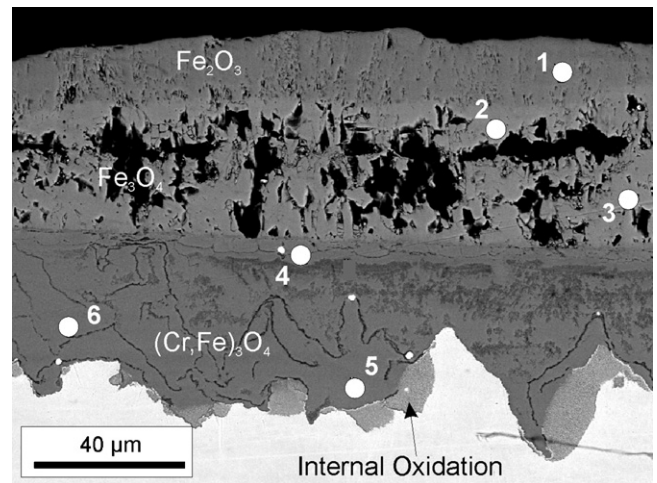 Fe₂O₃
1
2
Fe₃O₄
3
4
6
(Cr,Fe)₃O₄
5
40 µm
Internal Oxidation